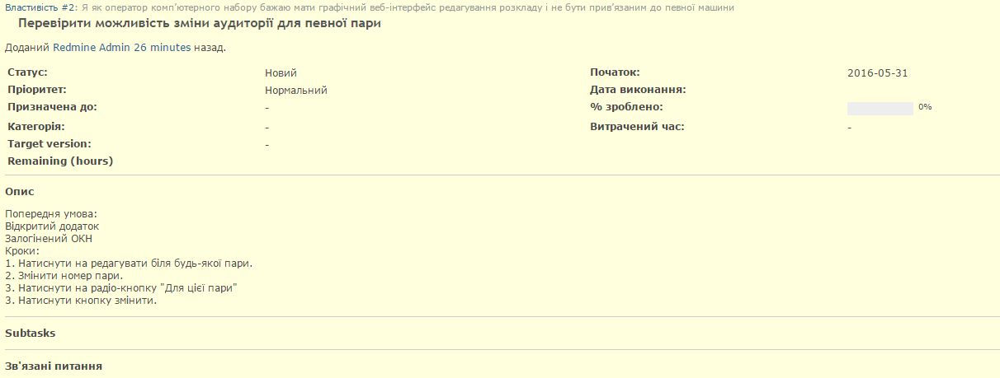 Властивість #2: Я як оператор комп’ютерного набору бажаю мати графічний веб-інтерфейс редагування розкладу і не бути прив’язаним до певної машини
Перевірити можливість зміни аудиторії для певної пари
Доданий Redmine Admin 26 minutes назад.
Статус: Новий Початок: 2016-05-31
Пріоритет: Нормальний Дата виконання:
Призначена до: - % зроблено: 0%
Категорія: - Витрачений час: -
Target version: -
Remaining (hours)
Опис
Попередня умова:
Відкритий додаток
Залогінений ОКН
Кроки:
1. Натиснути на редагувати біля будь-якої пари.
2. Змінити номер пари.
3. Натиснути на радіо-кнопку "Для цієї пари"
3. Натиснути кнопку змінити.
Subtasks
Зв'язані питання